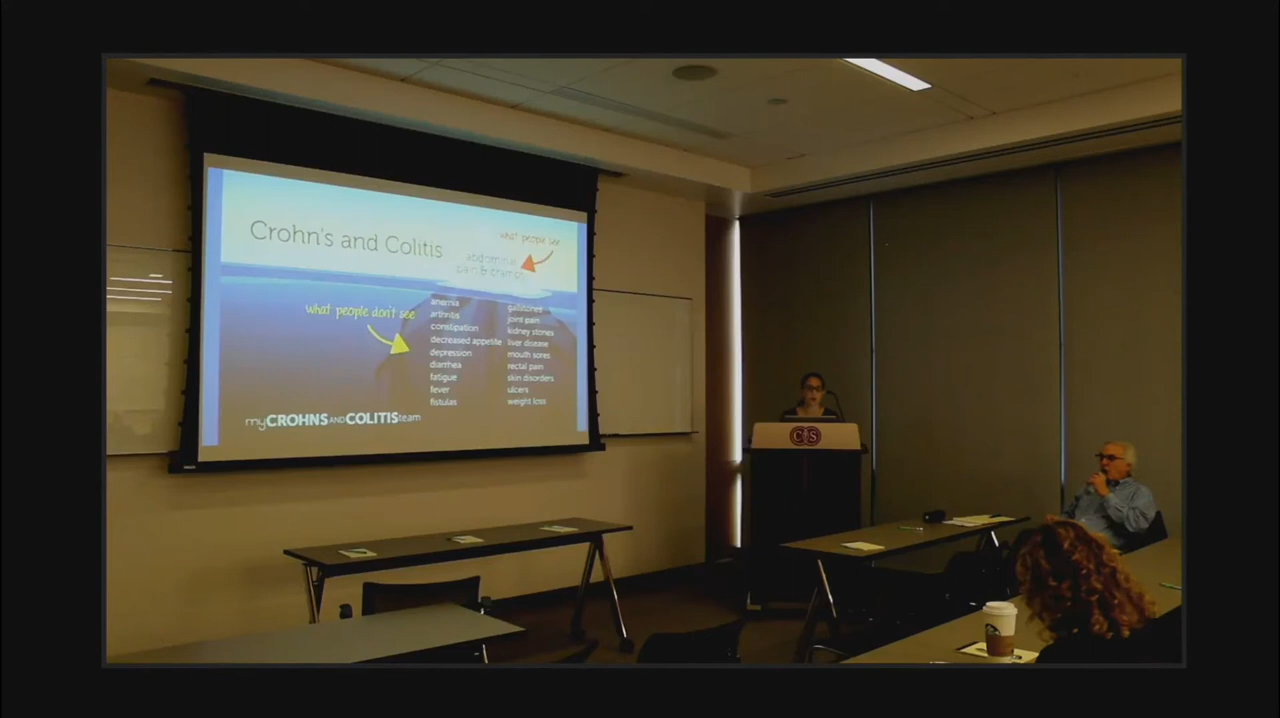 Crohn's and Colitis
what people see
abdominal
pain & cramps
what people don't see
anemia
arthritis
constipation
decreased appetite
depression
diarrhea
fatigue
fever
fistulas
gallstones
joint pain
kidney stones
liver disease
mouth sores
rectal pain
skin disorders
ulcers
weight loss
myCROHNSANDCOLITISteam
CS